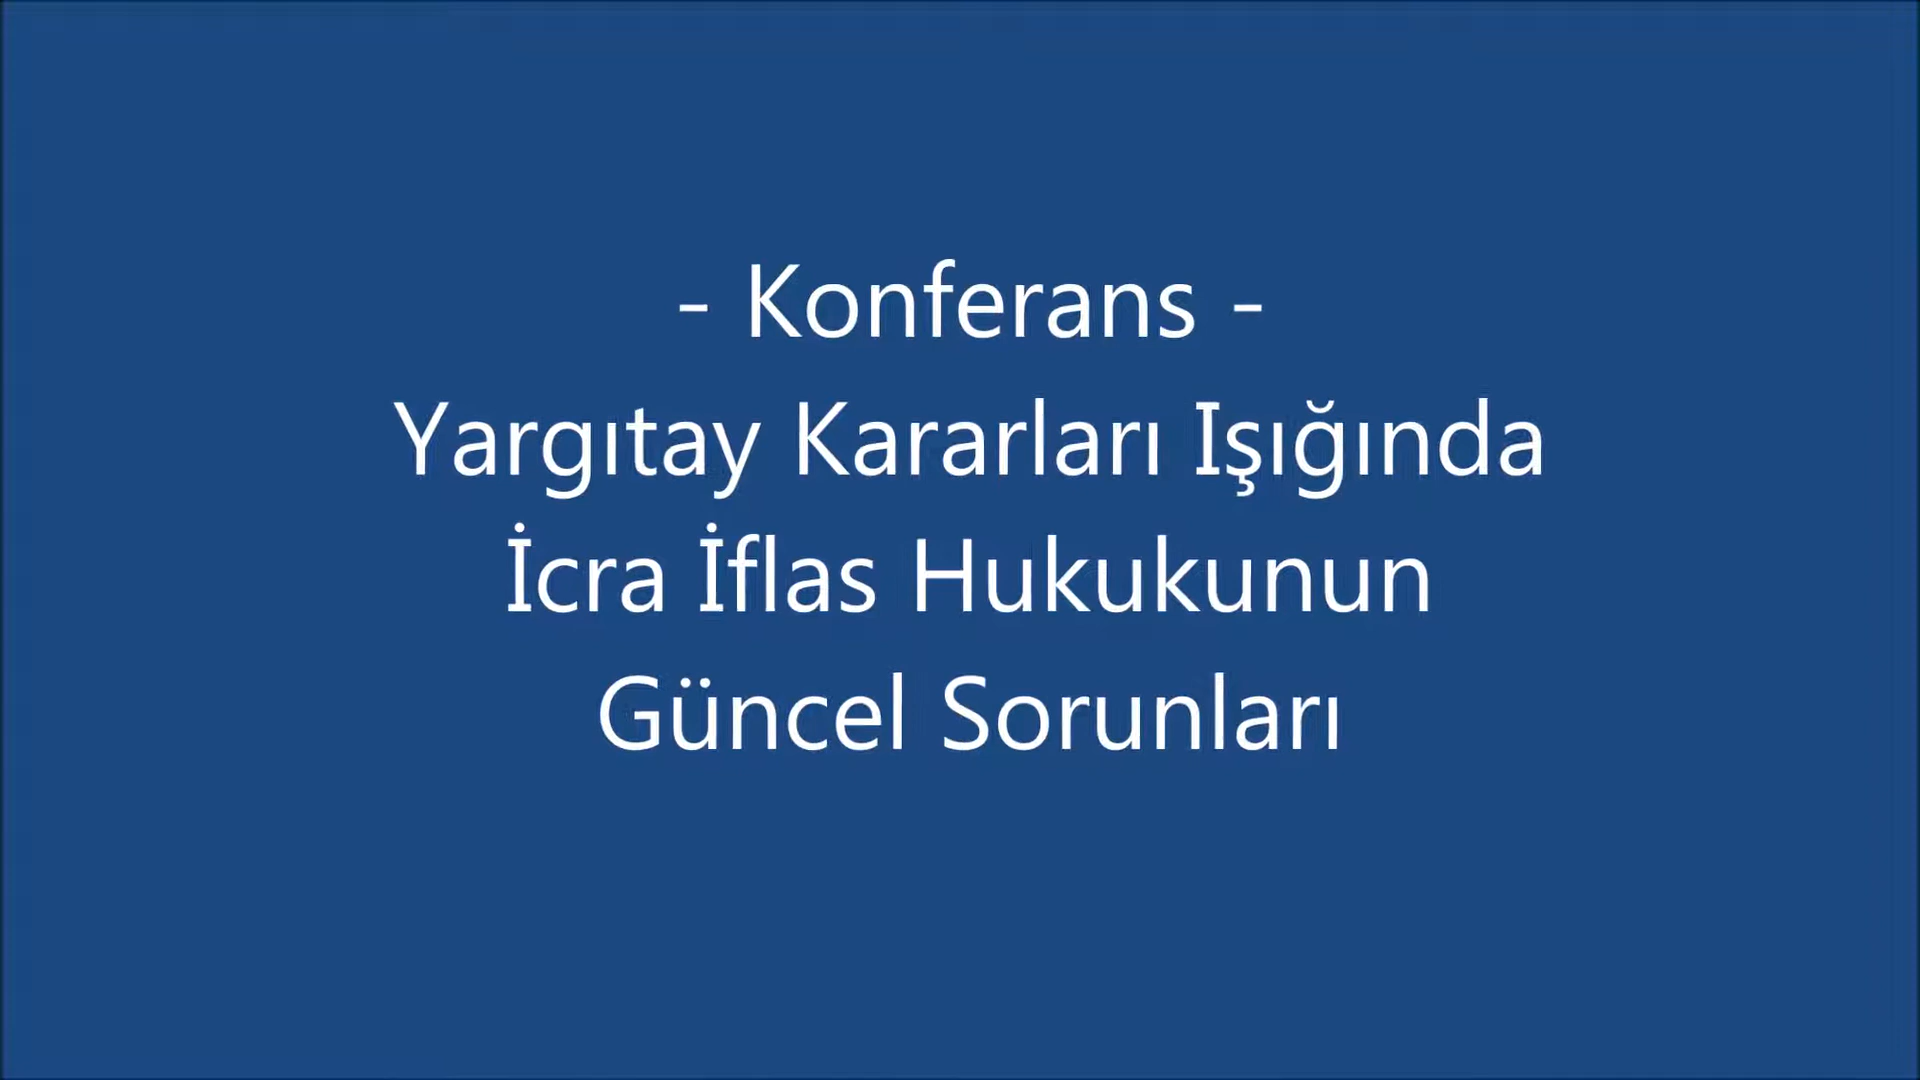 - Konferans -
Yargıtay Kararları Işığında
İcra İflas Hukukunun
Güncel Sorunları